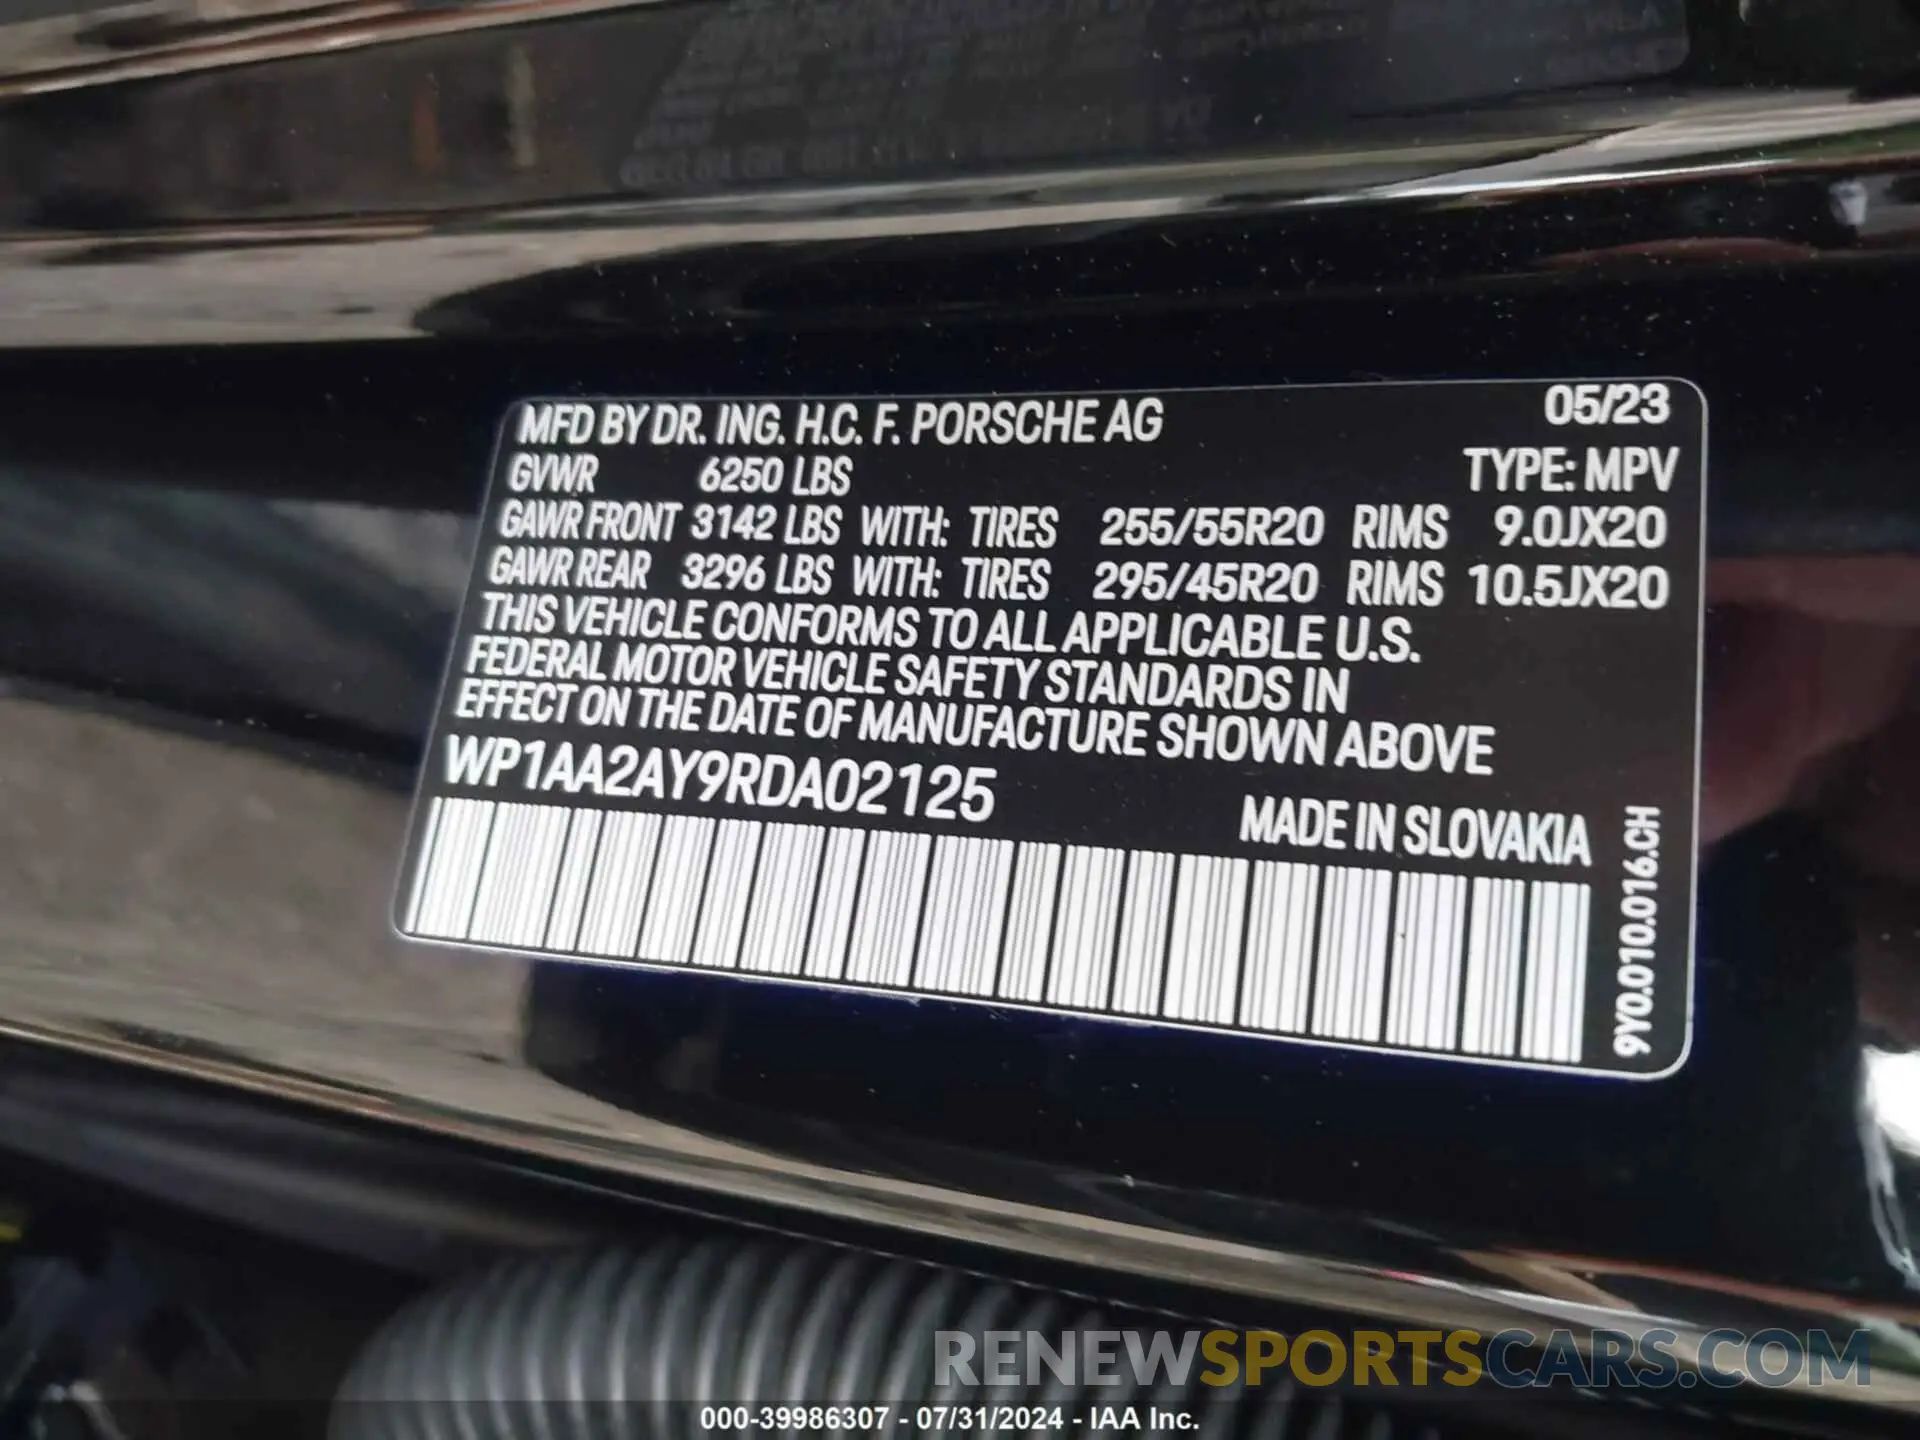 MFD BY DR. ING. H.C. F. PORSCHE AG 05/23
GVWR 6250 LBS TYPE: MPV
GAWR FRONT 3142 LBS WITH: TIRES 255/55R20 RIMS 9.0JX20
GAWR REAR 3296 LBS WITH: TIRES 295/45R20 RIMS 10.5JX20
THIS VEHICLE CONFORMS TO ALL APPLICABLE U.S.
FEDERAL MOTOR VEHICLE SAFETY STANDARDS IN
EFFECT ON THE DATE OF MANUFACTURE SHOWN ABOVE
WP1AA2AY9RDA02125
MADE IN SLOVAKIA
9Y0.010.016.CH
RENEWSPORTSCARS.COM
000-39986307 - 07/31/2024 - IAA Inc.